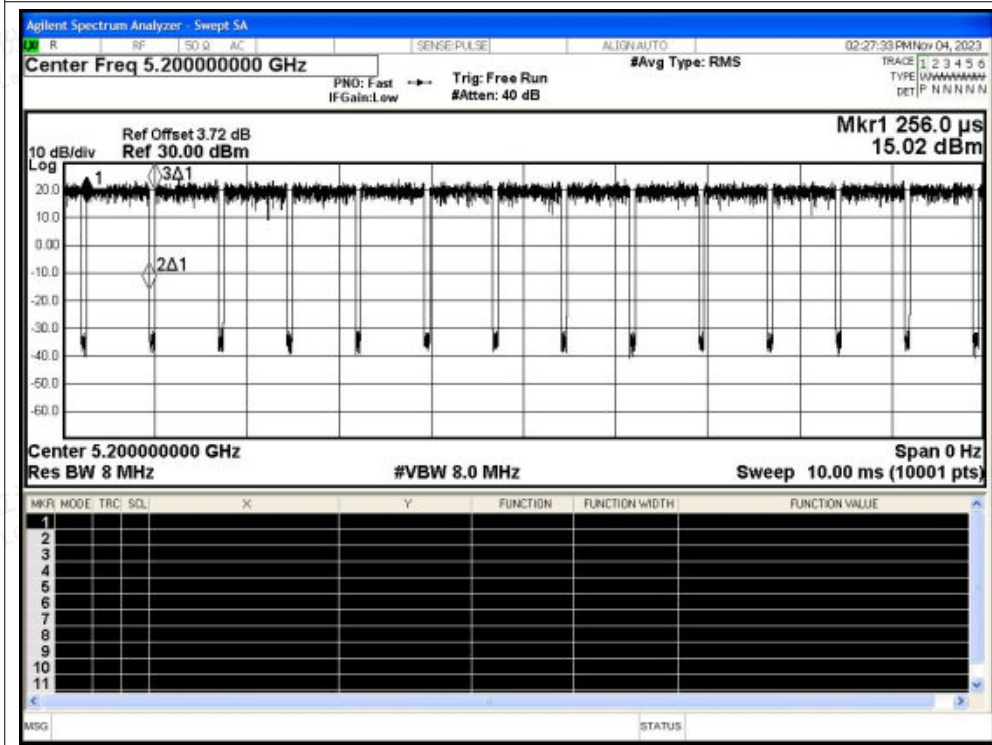 Agilent Spectrum Analyzer - Swept SA
R RF 50 Ω AC SENSE:PULSE ALIGN AUTO 02:27:33 PM Nov 04, 2023
Center Freq 5.200000000 GHz
PNO: Fast
IFGain:Low
Trig: Free Run
#Atten: 40 dB
#Avg Type: RMS
TRACE 1 2 3 4 5 6
TYPE
DET P N N N N N
Mkr1 256.0 µs
15.02 dBm
Ref Offset 3.72 dB
10 dB/div Ref 30.00 dBm
Log
1
3Δ1
2Δ1
20.0
10.0
0.00
-10.0
-20.0
-30.0
-40.0
-50.0
-60.0
Center 5.200000000 GHz Span 0 Hz
Res BW 8 MHz #VBW 8.0 MHz Sweep 10.00 ms (10001 pts)
MKR MODE TRC SCL X Y FUNCTION FUNCTION WIDTH FUNCTION VALUE
1
2
3
4
5
6
7
8
9
10
11
MSG STATUS